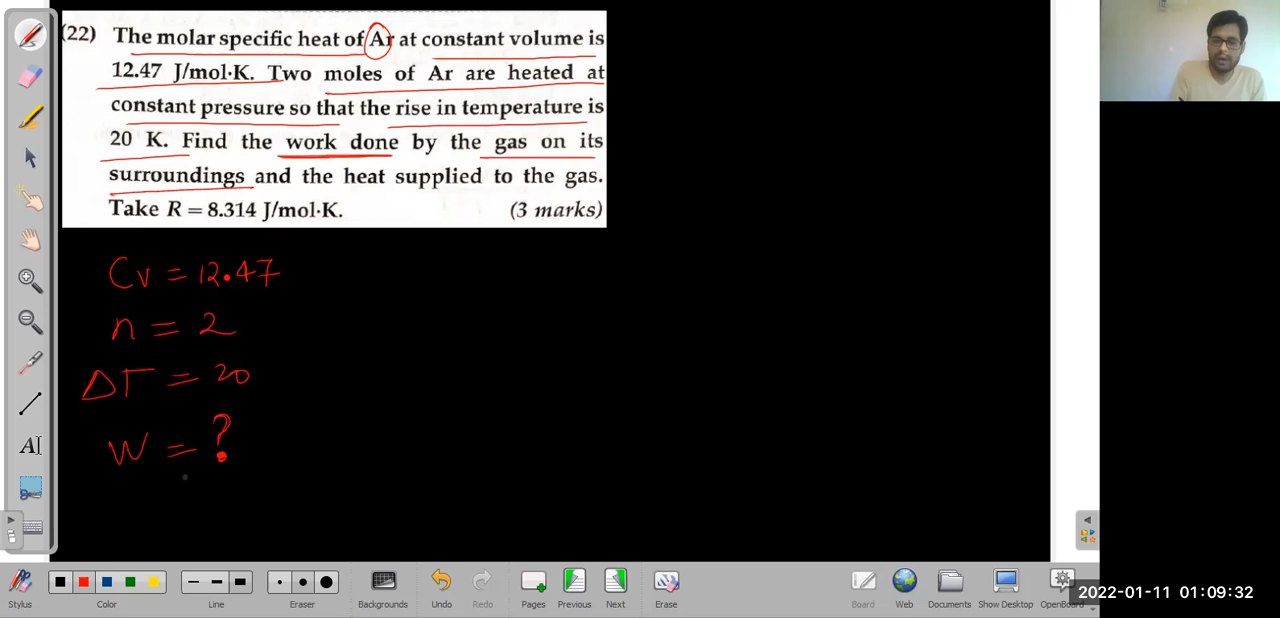 (22) The molar specific heat of Ar at constant volume is
12.47 J/mol·K. Two moles of Ar are heated at
constant pressure so that the rise in temperature is
20 K. Find the work done by the gas on its
surroundings and the heat supplied to the gas.
Take R = 8.314 J/mol·K. (3 marks)
Cv = 12.47
n = 2
ΔT = 20
W = ?
Stylus Color Line Eraser Backgrounds Undo Redo Pages Previous Next Erase Board Web Documents Show Desktop OpenBoard
2022-01-11 01:09:32